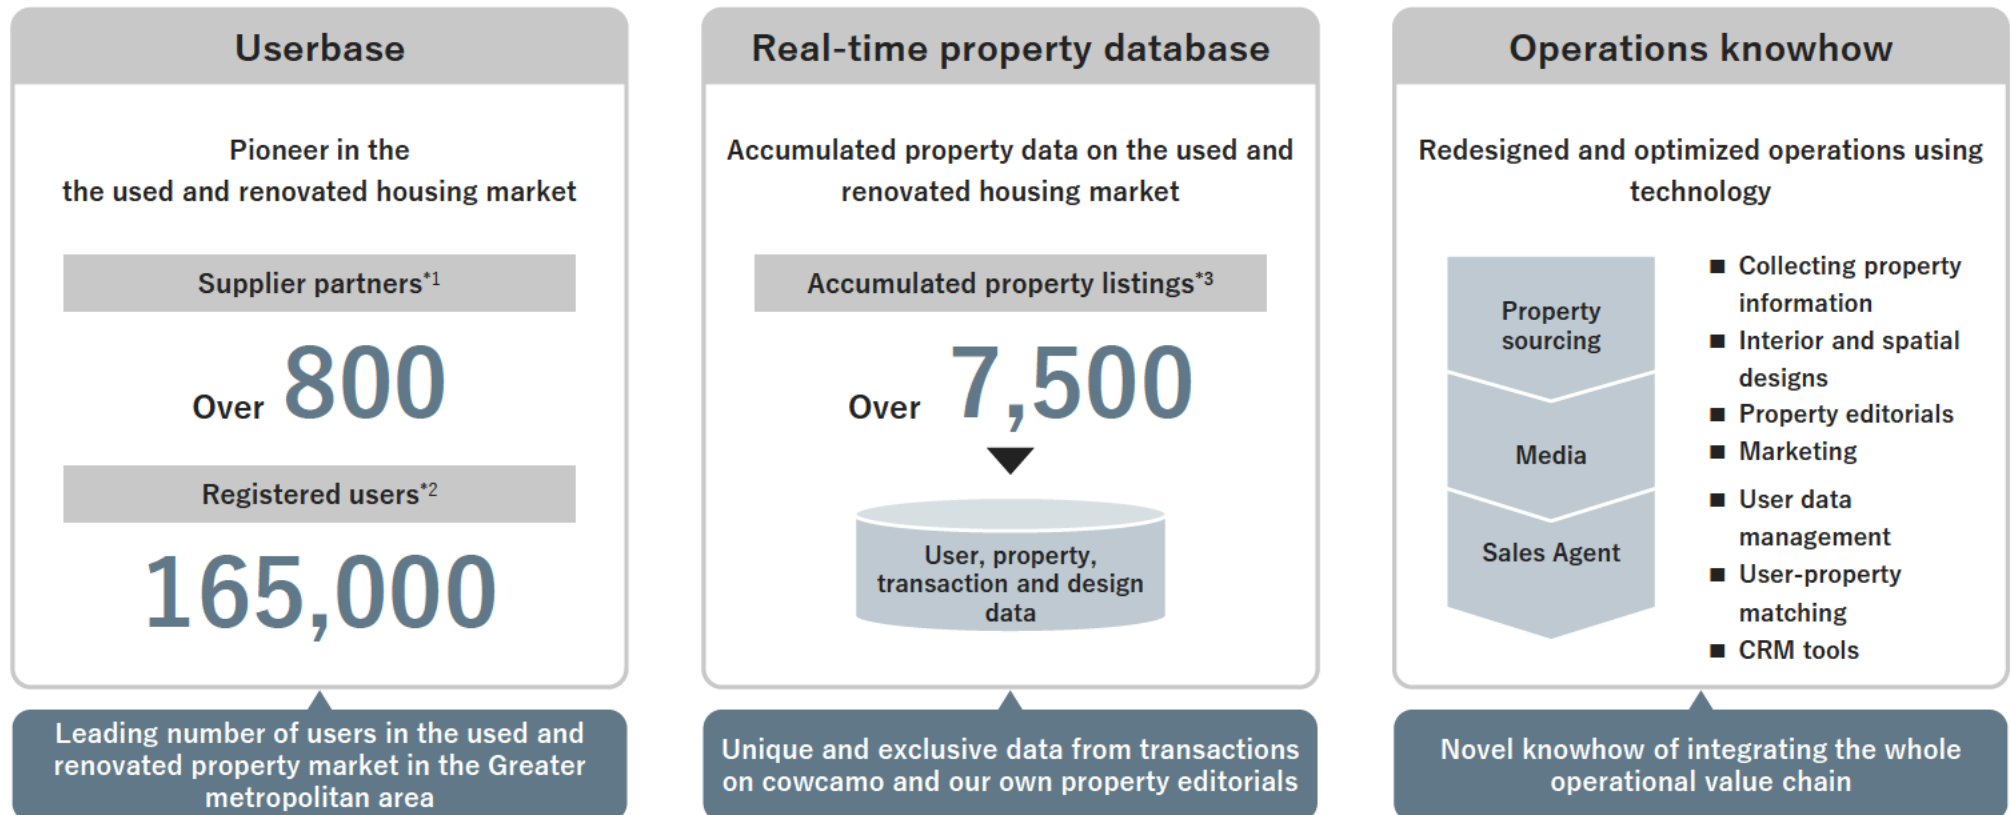 Userbase
Pioneer in the
the used and renovated housing market
Supplier partners*1
Over 800
Registered users*2
165,000
Leading number of users in the used and
renovated property market in the Greater
metropolitan area
Real-time property database
Accumulated property data on the used and
renovated housing market
Accumulated property listings*3
Over 7,500
User, property,
transaction and design
data
Unique and exclusive data from transactions
on cowcamo and our own property editorials
Operations knowhow
Redesigned and optimized operations using
technology
Property
sourcing
Media
Sales Agent
■ Collecting property
information
■ Interior and spatial
designs
■ Property editorials
■ Marketing
■ User data
management
■ User-property
matching
■ CRM tools
Novel knowhow of integrating the whole
operational value chain